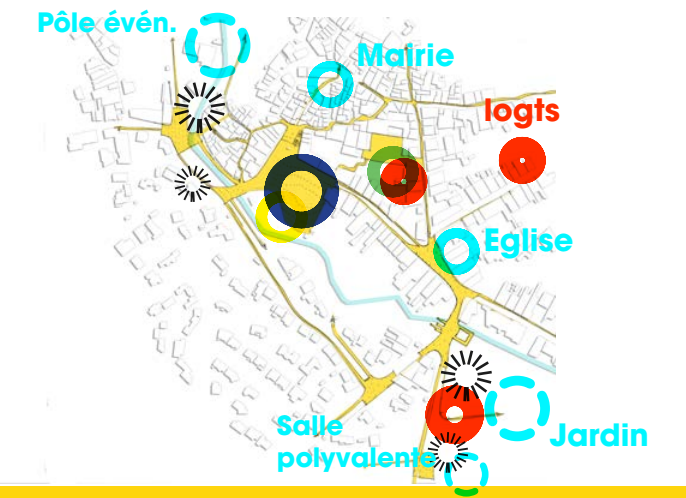 Pôle évén.
Mairie
logts
Eglise
Salle
polyvalente
Jardin